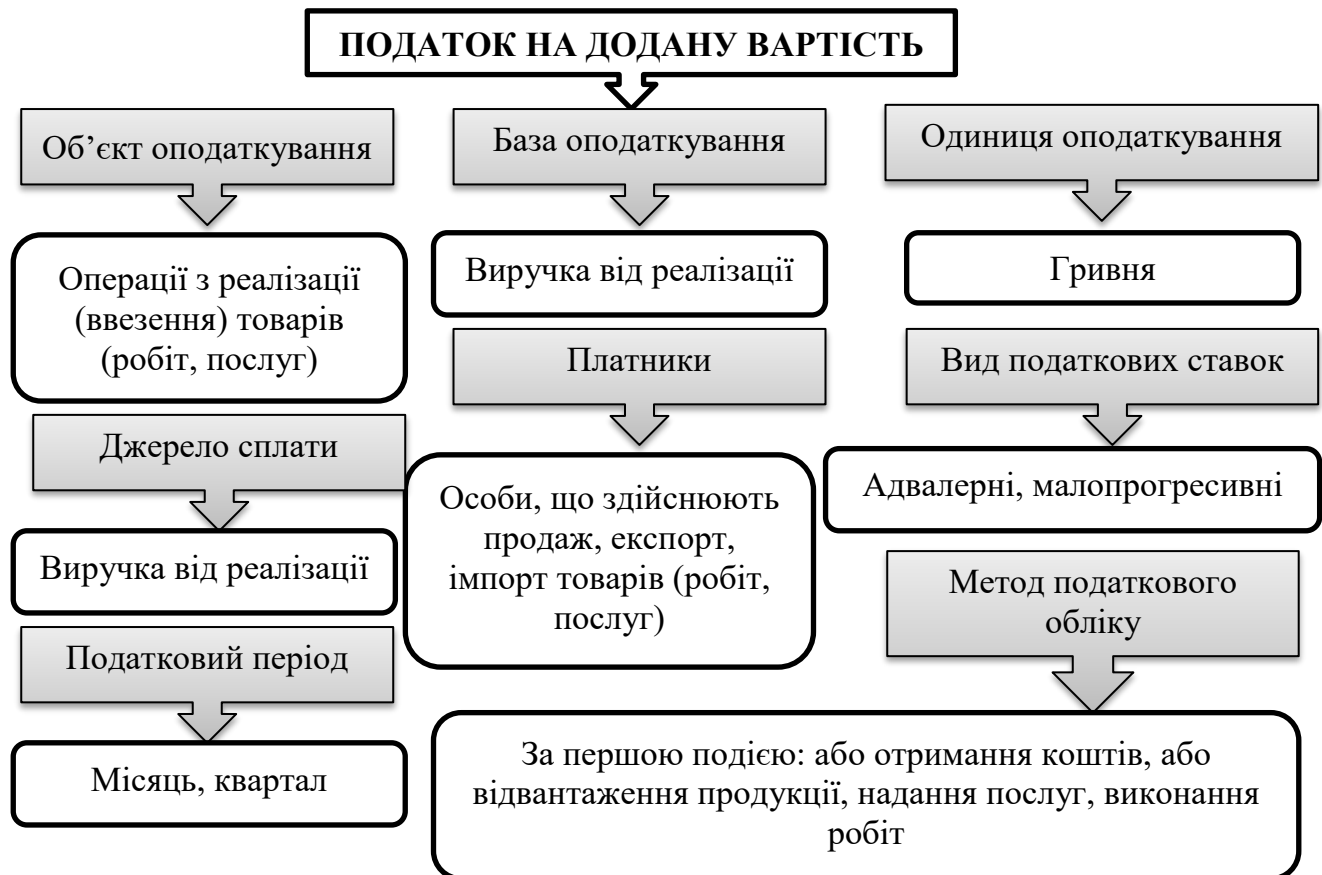 ПОДАТОК НА ДОДАНУ ВАРТІСТЬ
Об’єкт оподаткування
Операції з реалізації
(ввезення) товарів
(робіт, послуг)
Джерело сплати
Виручка від реалізації
Податковий період
Місяць, квартал
База оподаткування
Виручка від реалізації
Платники
Особи, що здійснюють
продаж, експорт,
імпорт товарів (робіт,
послуг)
Одиниця оподаткування
Гривня
Вид податкових ставок
Адвалерні, малопрогресивні
Метод податкового
обліку
За першою подією: або отримання коштів, або
відвантаження продукції, надання послуг, виконання
робіт